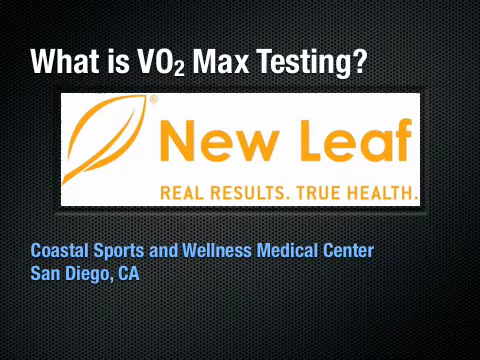 What is VO₂ Max Testing?
®
New Leaf
REAL RESULTS. TRUE HEALTH.
Coastal Sports and Wellness Medical Center
San Diego, CA